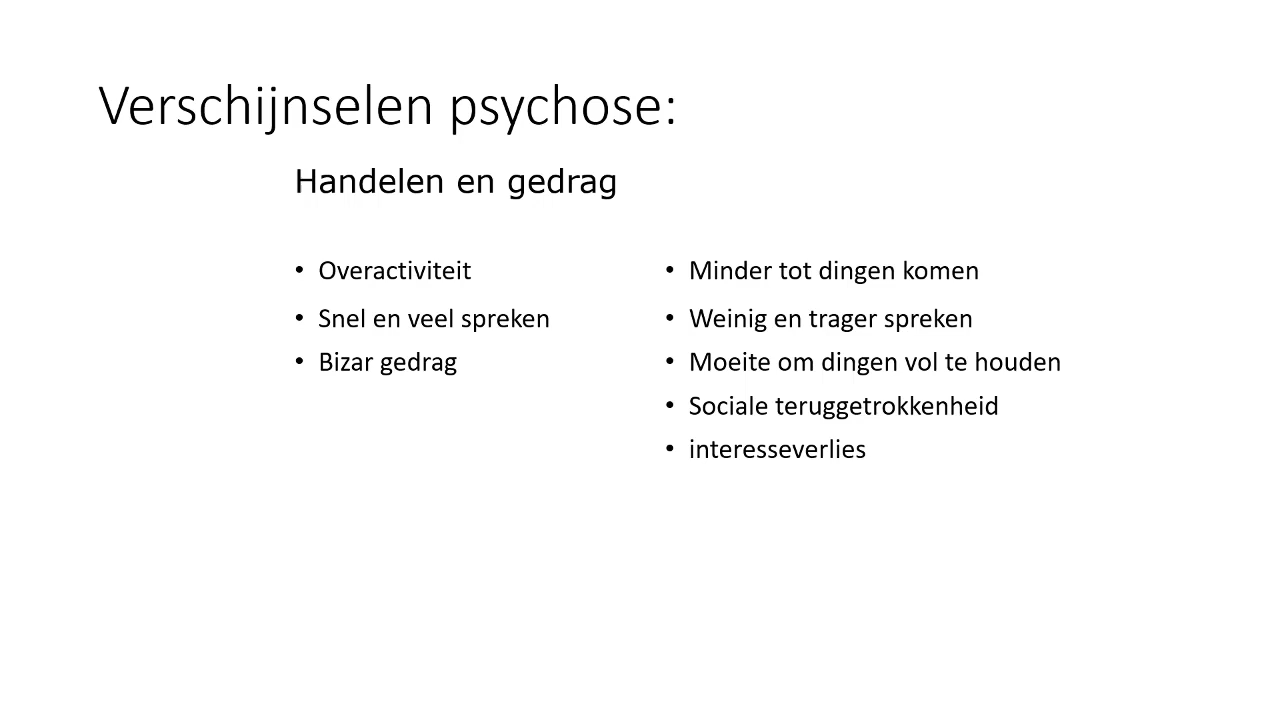 Verschijnselen psychose:
Handelen en gedrag
• Overactiviteit
• Snel en veel spreken
• Bizar gedrag
• Minder tot dingen komen
• Weinig en trager spreken
• Moeite om dingen vol te houden
• Sociale teruggetrokkenheid
• interesseverlies